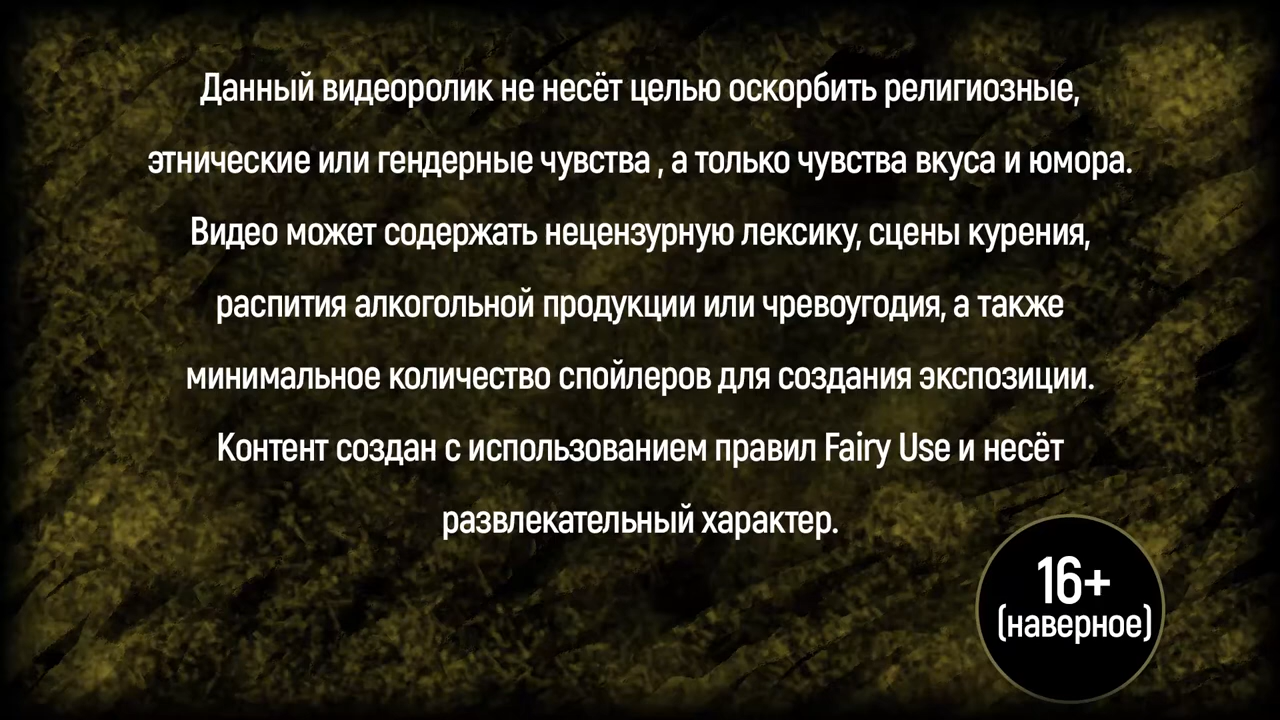 Данный видеоролик не несёт целью оскорбить религиозные,
этнические или гендерные чувства , а только чувства вкуса и юмора.
Видео может содержать нецензурную лексику, сцены курения,
распития алкогольной продукции или чревоугодия, а также
минимальное количество спойлеров для создания экспозиции.
Контент создан с использованием правил Fairy Use и несёт
развлекательный характер.
16+
(наверное)